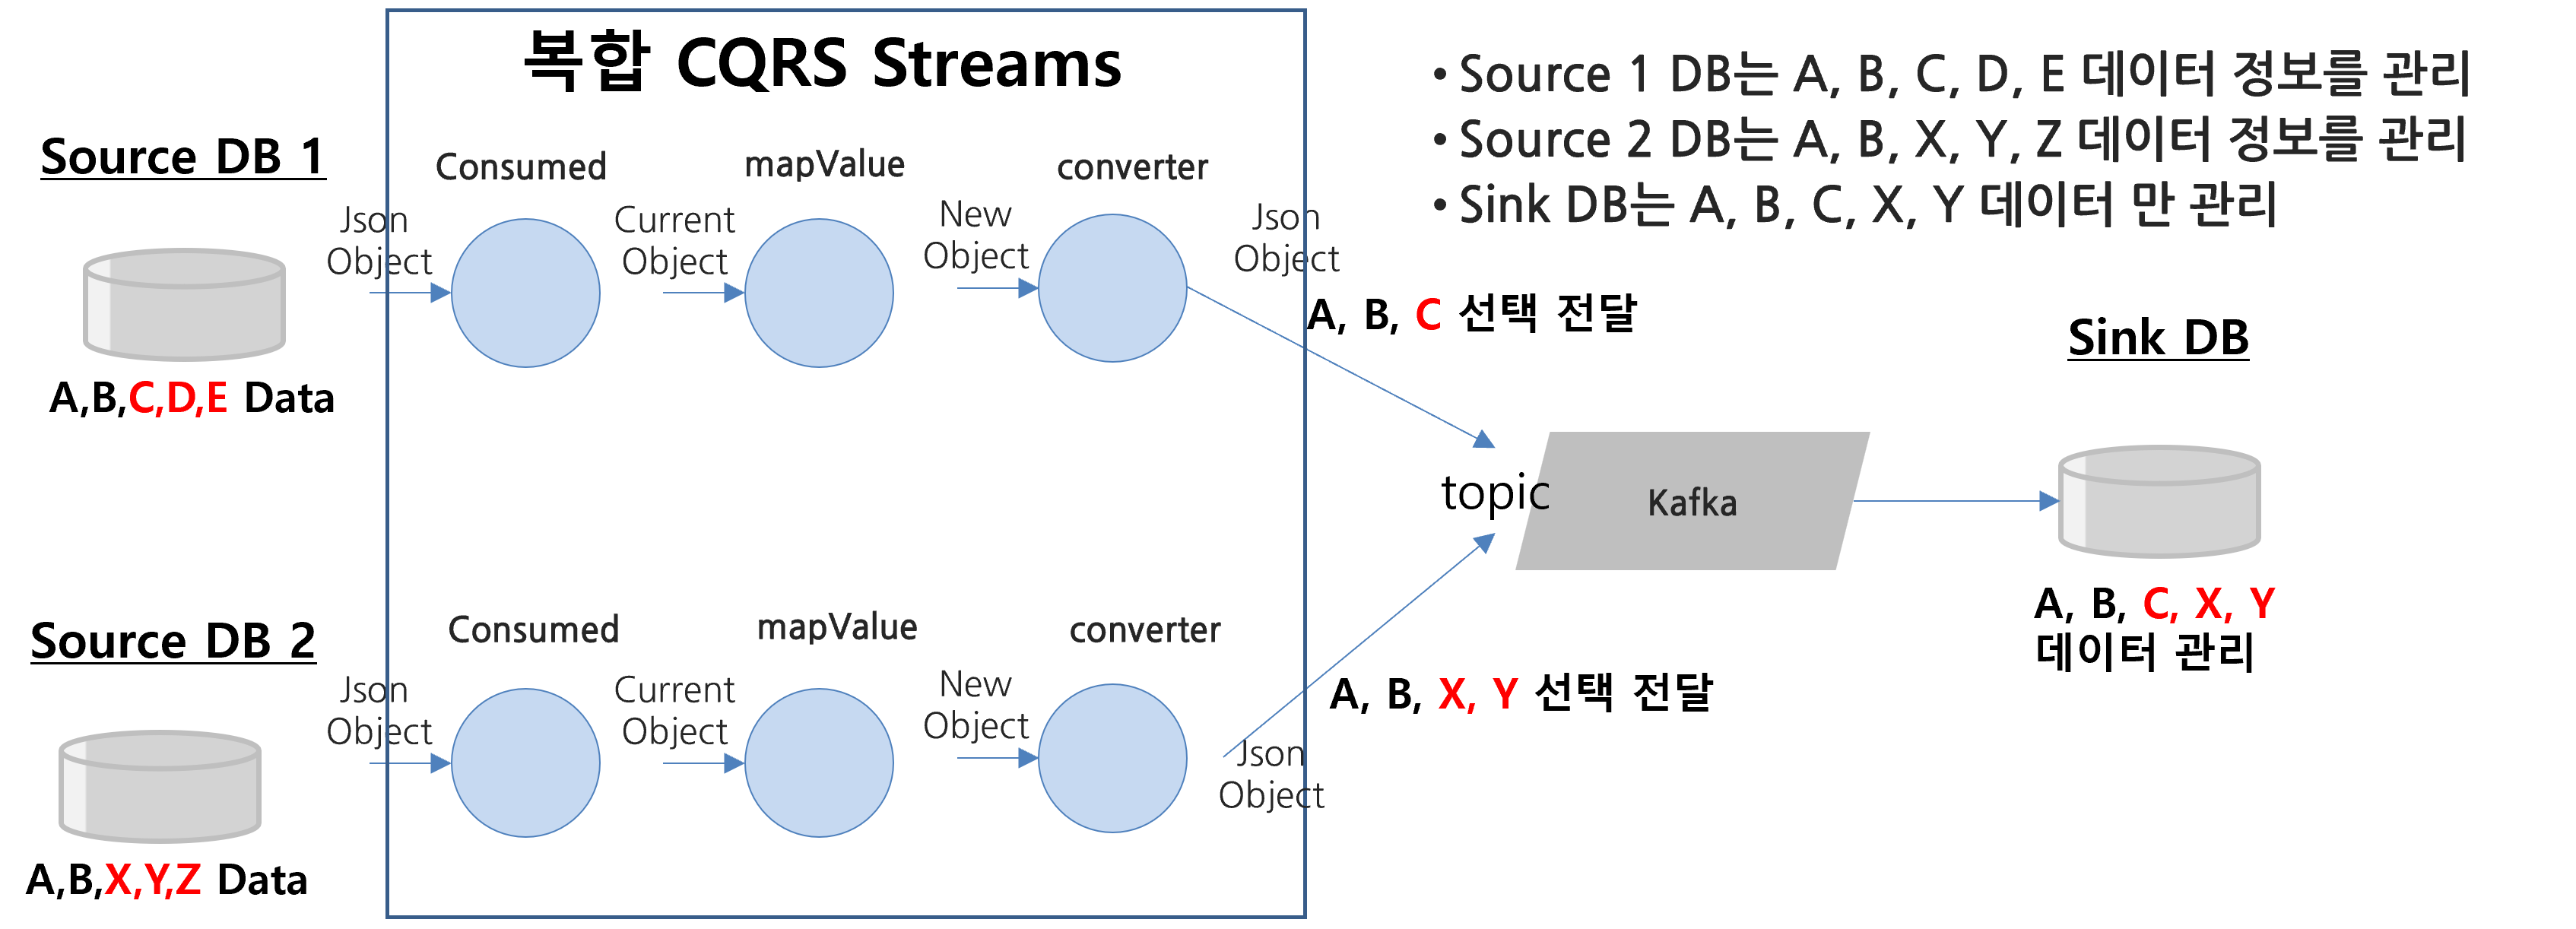 복합 CQRS Streams
• Source 1 DB는 A, B, C, D, E 데이터 정보를 관리
• Source 2 DB는 A, B, X, Y, Z 데이터 정보를 관리
• Sink DB는 A, B, C, X, Y 데이터 만 관리
Source DB 1
Consumed
mapValue
converter
Json
Object
Current
Object
New
Object
Json
Object
A, B, C 선택 전달
A,B,C,D,E Data
Sink DB
topic
Kafka
A, B, C, X, Y
데이터 관리
Source DB 2
Consumed
mapValue
converter
Json
Object
Current
Object
New
Object
Json
Object
A, B, X, Y 선택 전달
A,B,X,Y,Z Data